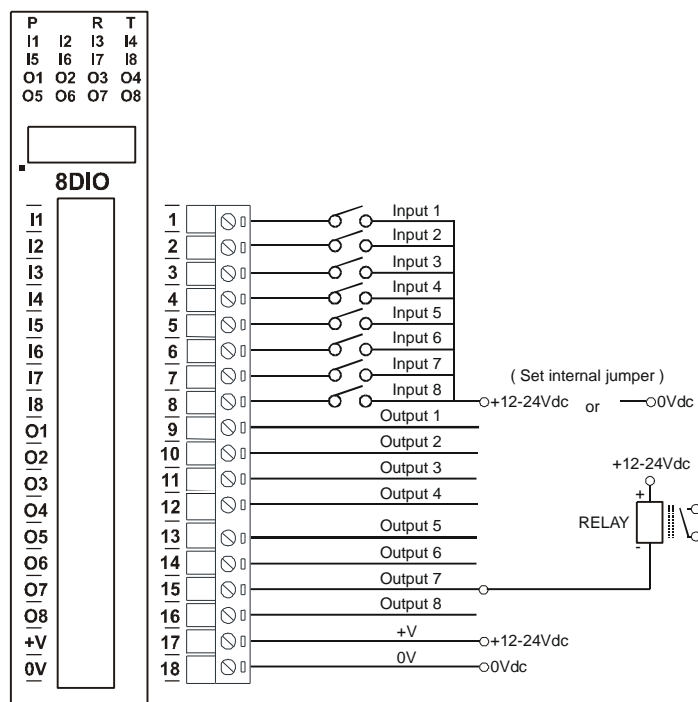 P R T
I1 I2 I3 I4
I5 I6 I7 I8
O1 O2 O3 O4
O5 O6 O7 O8
8DIO
I1 1 Input 1
I2 2 Input 2
I3 3 Input 3
I4 4 Input 4
I5 5 Input 5
I6 6 Input 6
I7 7 Input 7
( Set internal jumper )
I8 8 Input 8 +12-24Vdc or 0Vdc
O1 9 Output 1
O2 10 Output 2
+12-24Vdc
O3 11 Output 3
+
O4 12 Output 4
RELAY
O5 13 Output 5
-
O6 14 Output 6
O7 15 Output 7
O8 16 Output 8
+V 17 +V +12-24Vdc
0V 18 0V 0Vdc